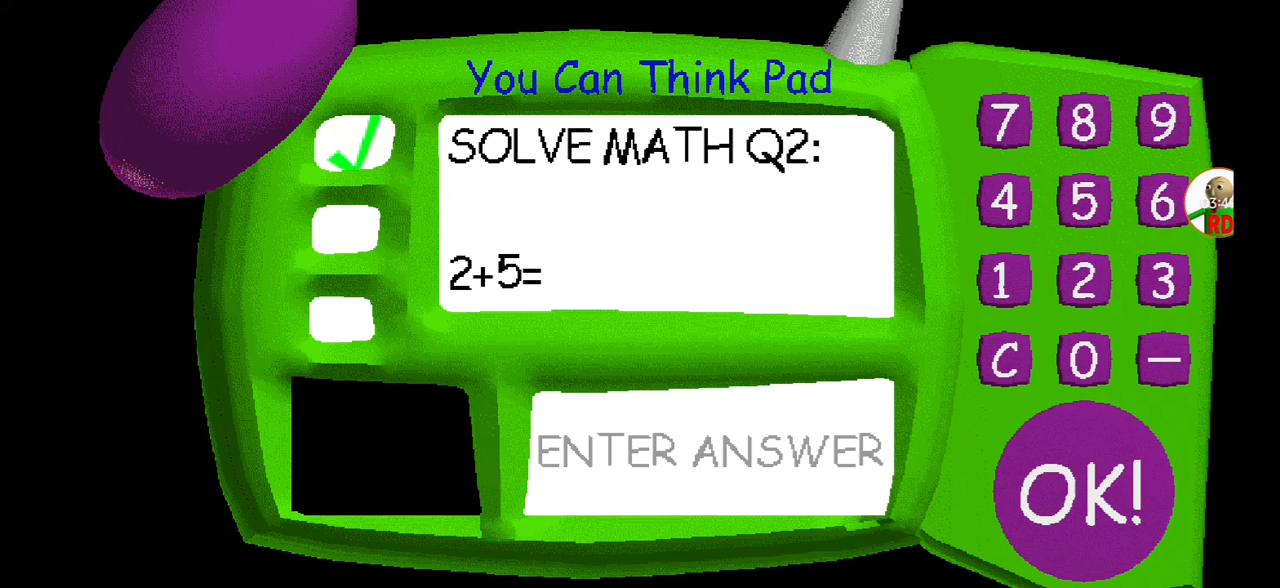 You Can Think Pad
SOLVE MATH Q2:
2+5=
ENTER ANSWER
7 8 9
4 5 6
1 2 3
C 0 —
OK!
RD